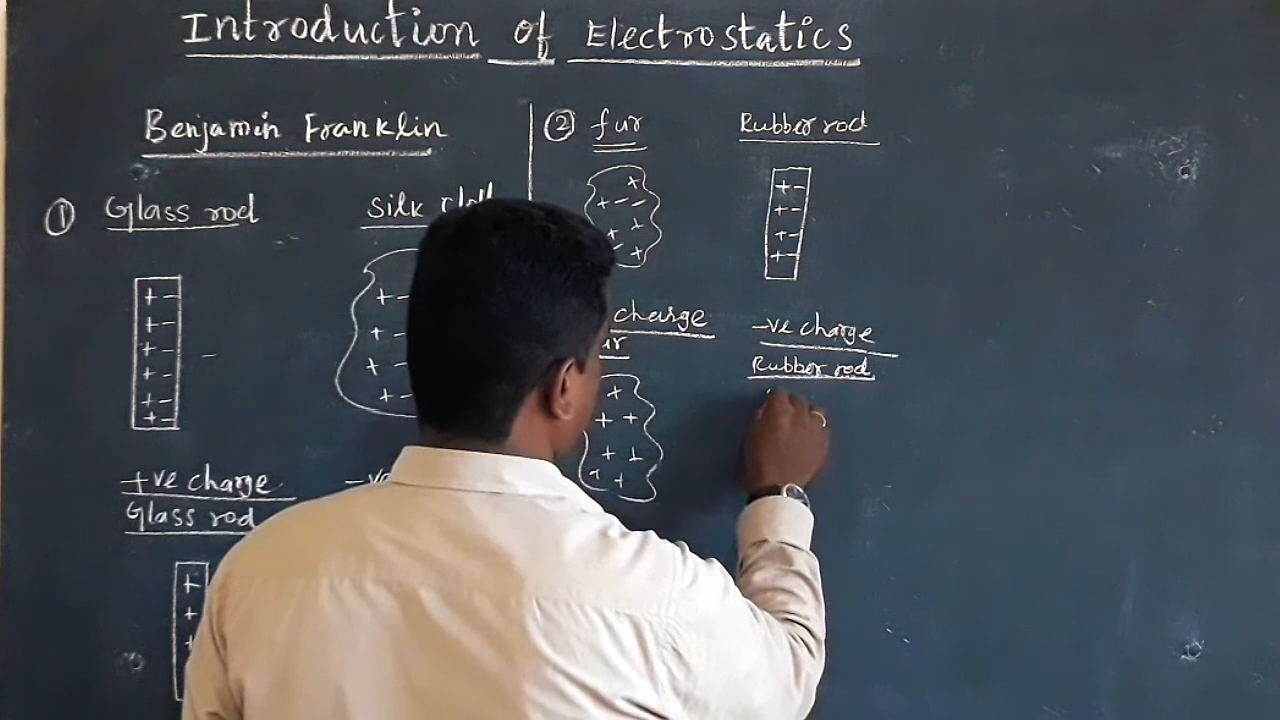 Introduction of Electrostatics
Benjamin Franklin
① Glass rod silk
+ -
+ -
+ -
+ -
+ -
+ -
-
+ -
+ -
+ -
+ -
+ve charge
Glass rod
+
+
+
② fur Rubber rod
+
+ - -
+ +
- +
+ -
+ -
+ -
+ -
charge -ve charge
Rubber rod
+
+ +
+ +
+ +